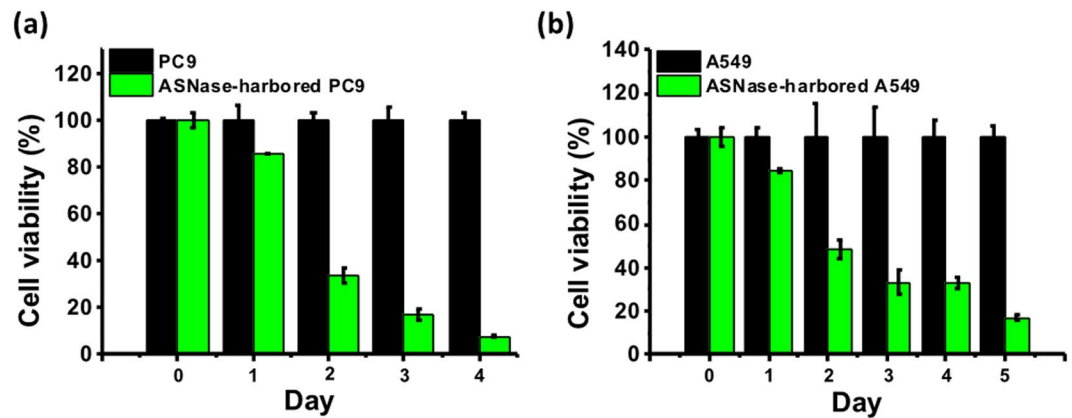 (a)
PC9
ASNase-harbored PC9
Cell viability (%)
120
100
80
60
40
20
0
0 1 2 3 4
Day
(b)
A549
ASNase-harbored A549
Cell viability (%)
140
120
100
80
60
40
20
0
0 1 2 3 4 5
Day